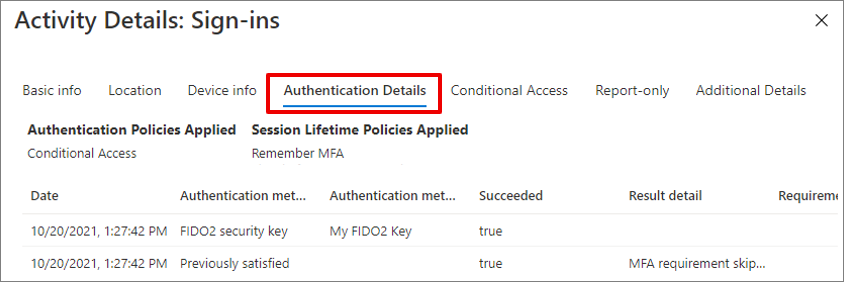 Activity Details: Sign-ins
Basic info Location Device info Authentication Details Conditional Access Report-only Additional Details
Authentication Policies Applied Session Lifetime Policies Applied
Conditional Access Remember MFA
Date Authentication met... Authentication met... Succeeded Result detail Requireme
10/20/2021, 1:27:42 PM FIDO2 security key My FIDO2 Key true
10/20/2021, 1:27:42 PM Previously satisfied true MFA requirement skip...